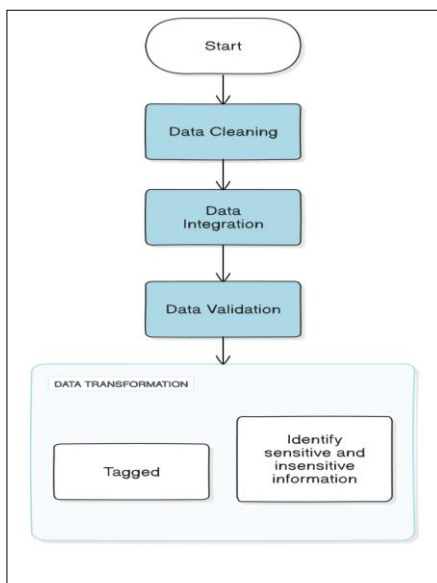 Start
Data Cleaning
Data
Integration
Data Validation
DATA TRANSFORMATION
Tagged
Identify
sensitive and
insensitive
information